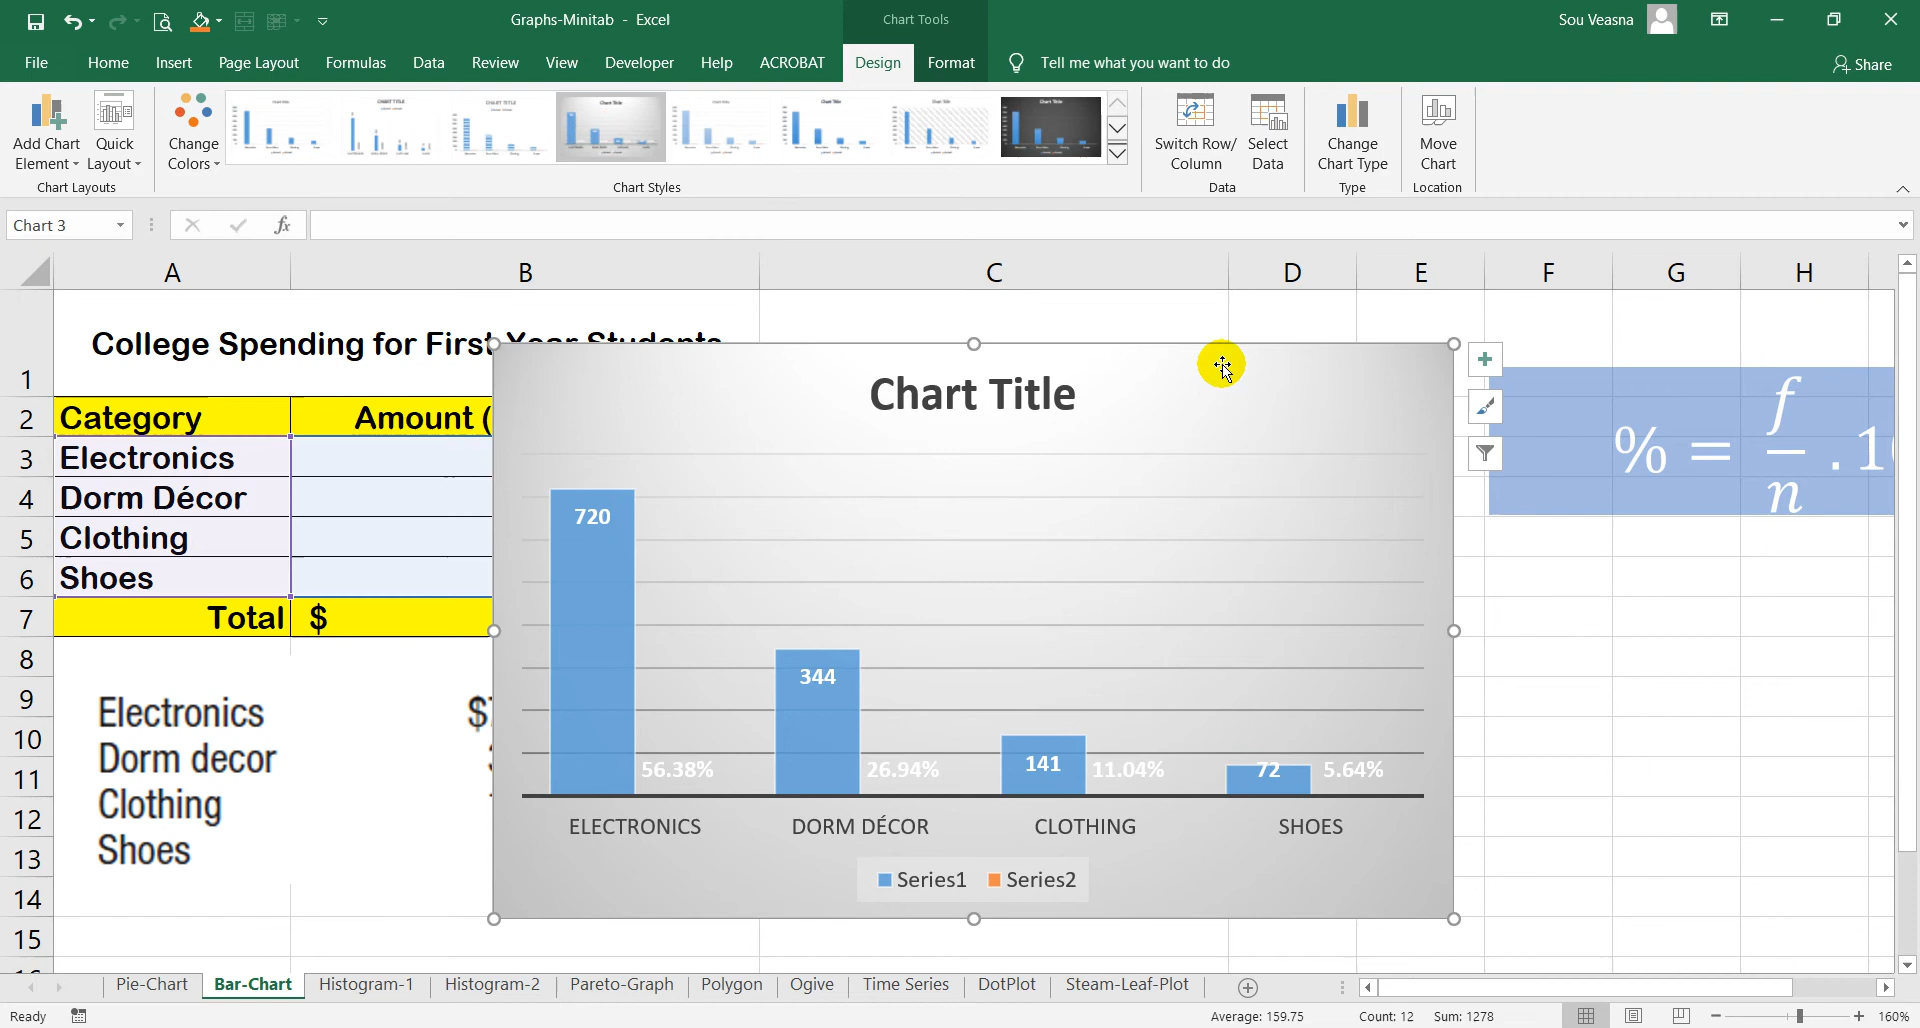 Graphs-Minitab - Excel
Chart Tools
Sou Veasna
File Home Insert Page Layout Formulas Data Review View Developer Help ACROBAT Design Format Tell me what you want to do Share
Add Chart Element
Quick Layout
Change Colors
Switch Row/ Column
Select Data
Change Chart Type
Move Chart
Chart Layouts
Chart Styles
Data
Type
Location
Chart 3
fx
A B C D E F G H
1 College Spending for First Year Students
2 Category Amount (
3 Electronics
4 Dorm Décor
5 Clothing
6 Shoes
7 Total $
8
9
10
11
12
13
14
15
Electronics
Dorm decor
Clothing
Shoes
Chart Title
720
344
141
72
56.38%
26.94%
11.04%
5.64%
ELECTRONICS DORM DÉCOR CLOTHING SHOES
Series1 Series2
% = f/n . 1
Pie-Chart Bar-Chart Histogram-1 Histogram-2 Pareto-Graph Polygon Ogive Time Series DotPlot Steam-Leaf-Plot
Ready
Average: 159.75 Count: 12 Sum: 1278
160%